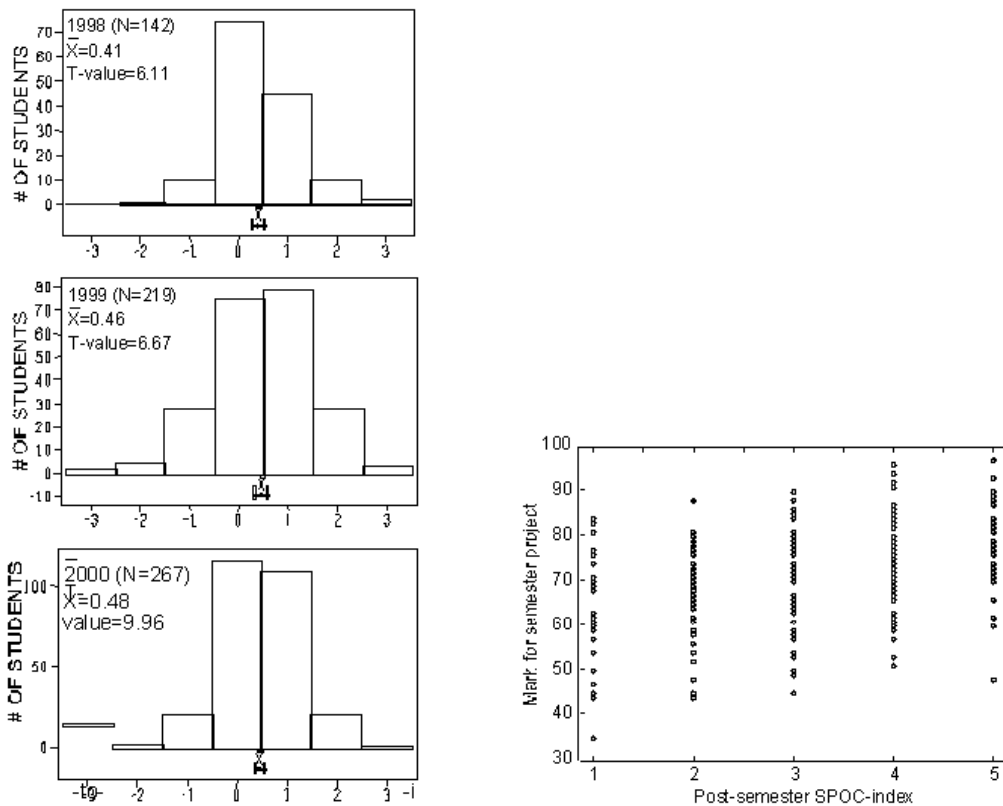 # OF STUDENTS
1998 (N=142)
X̄=0.41
T-value=6.11
70
60
50
40
30
20
10
0
-3 -2 -1 0 1 2 3
# OF STUDENTS
1999 (N=219)
X̄=0.46
T-value=6.67
80
70
60
50
40
30
20
10
0
-10
-3 -2 -1 0 1 2 3
# OF STUDENTS
2000 (N=267)
X̄=0.48
value=9.96
100
50
0
-2 -1 0 1 2
Mark for semester project
100
90
80
70
60
50
40
30
1 2 3 4 5
Post-semester SPOC-index